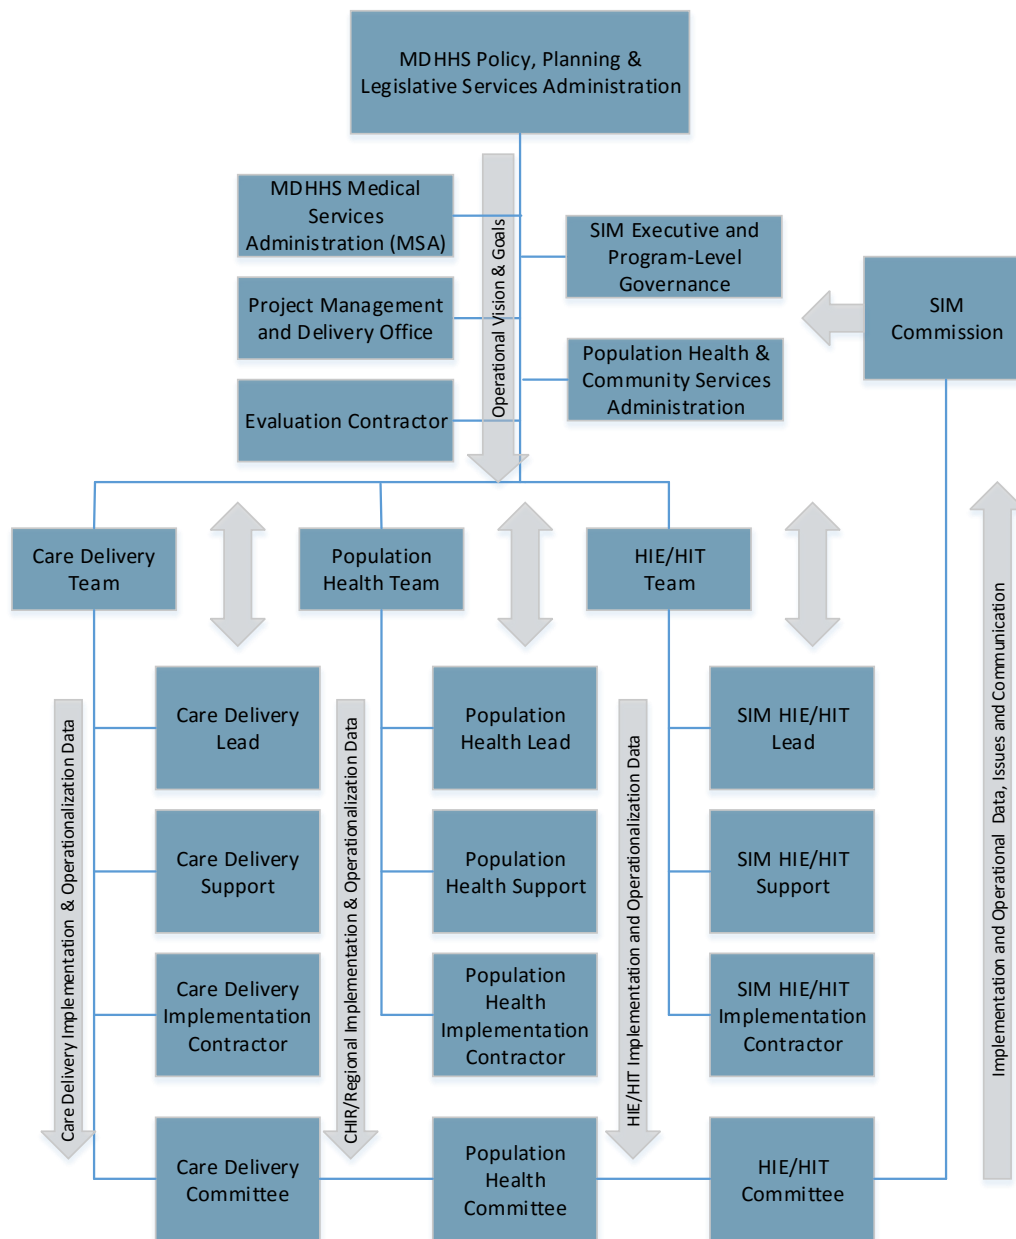 MDHHS Policy, Planning &
Legislative Services Administration
MDHHS Medical
Services
Administration (MSA)
Operational Vision & Goals
SIM Executive and
Program-Level
Governance
SIM
Commission
Project Management
and Delivery Office
Population Health &
Community Services
Administration
Evaluation Contractor
Care Delivery
Team
Population
Health Team
HIE/HIT
Team
Care Delivery Implementation & Operationalization Data
Care Delivery
Lead
CHIR/Regional Implementation & Operationalization Data
Population
Health Lead
HIE/HIT Implementation and Operationalization Data
SIM HIE/HIT
Lead
Implementation and Operational Data, Issues and Communication
Care Delivery
Support
Population
Health Support
SIM HIE/HIT
Support
Care Delivery
Implementation
Contractor
Population
Health
Implementation
Contractor
SIM HIE/HIT
Implementation
Contractor
Care Delivery
Committee
Population
Health
Committee
HIE/HIT
Committee